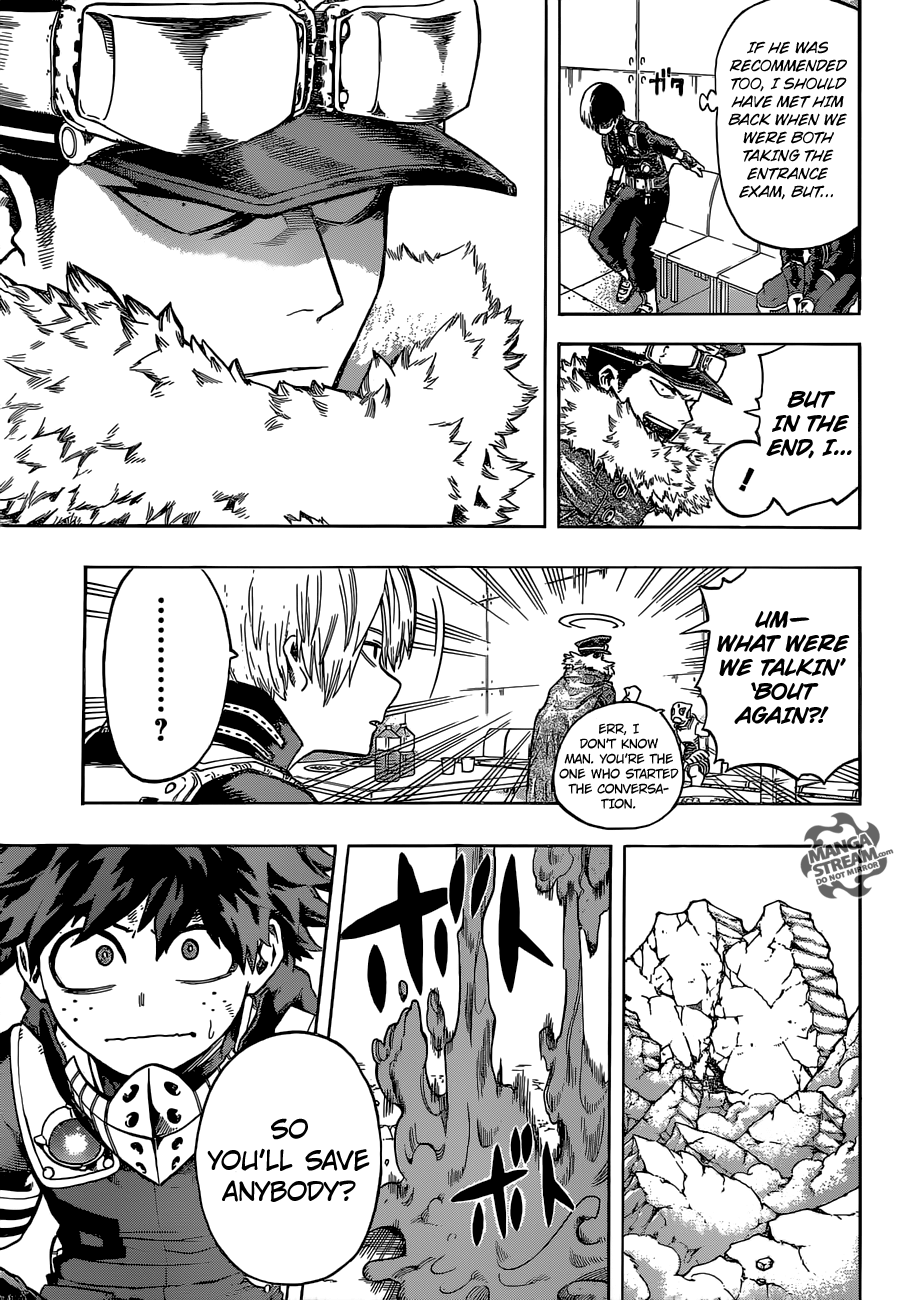 IF HE WAS
RECOMMENDED
TOO, I SHOULD
HAVE MET HIM
BACK WHEN WE
WERE BOTH
TAKING THE
ENTRANCE
EXAM, BUT...
ガタ
BUT
IN THE
END, I...
!
UM—
WHAT WERE
WE TALKIN'
'BOUT
AGAIN?!
ERR, I
DON'T KNOW
MAN. YOU'RE THE
ONE WHO STARTED
THE CONVERSA-
TION.
.........?
MANGA
STREAM.com
DO NOT MIRROR
ボト
ボト
SO
YOU'LL SAVE
ANYBODY?